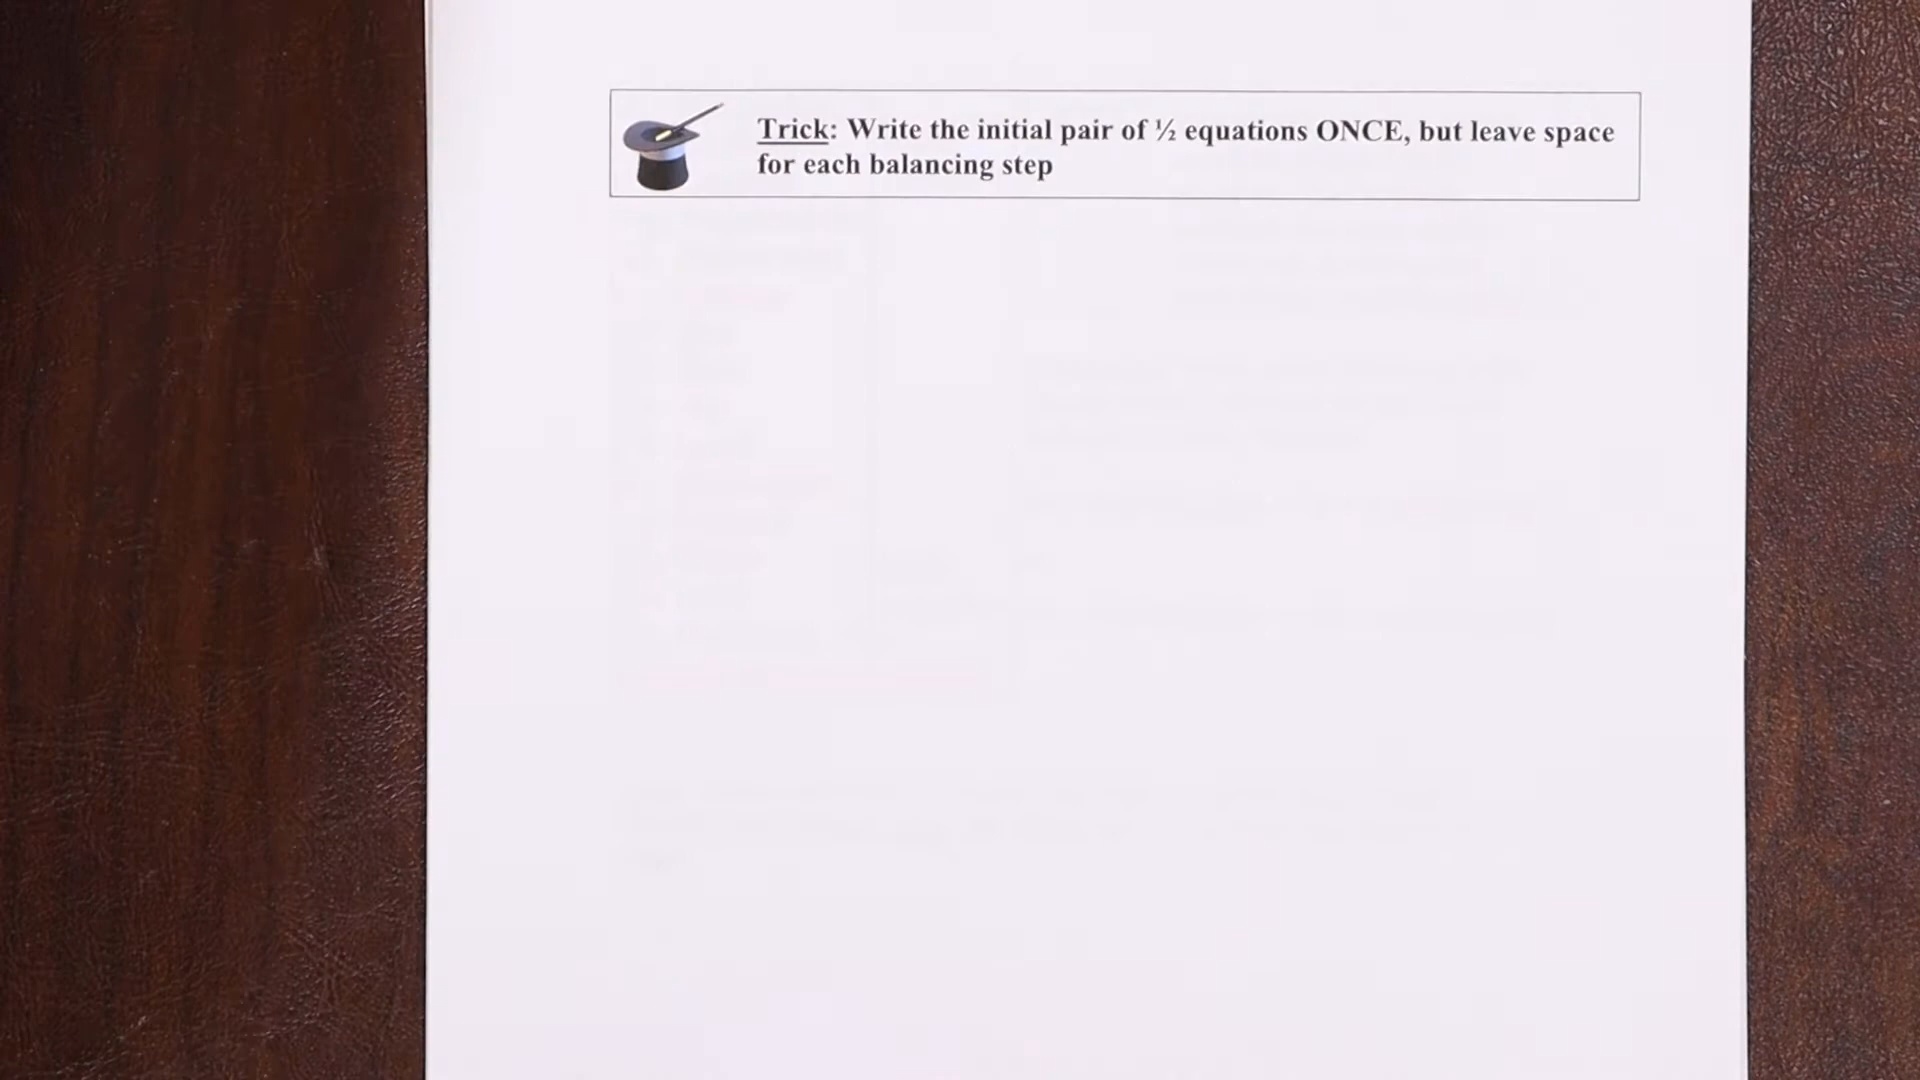 Trick: Write the initial pair of ½ equations ONCE, but leave space
for each balancing step